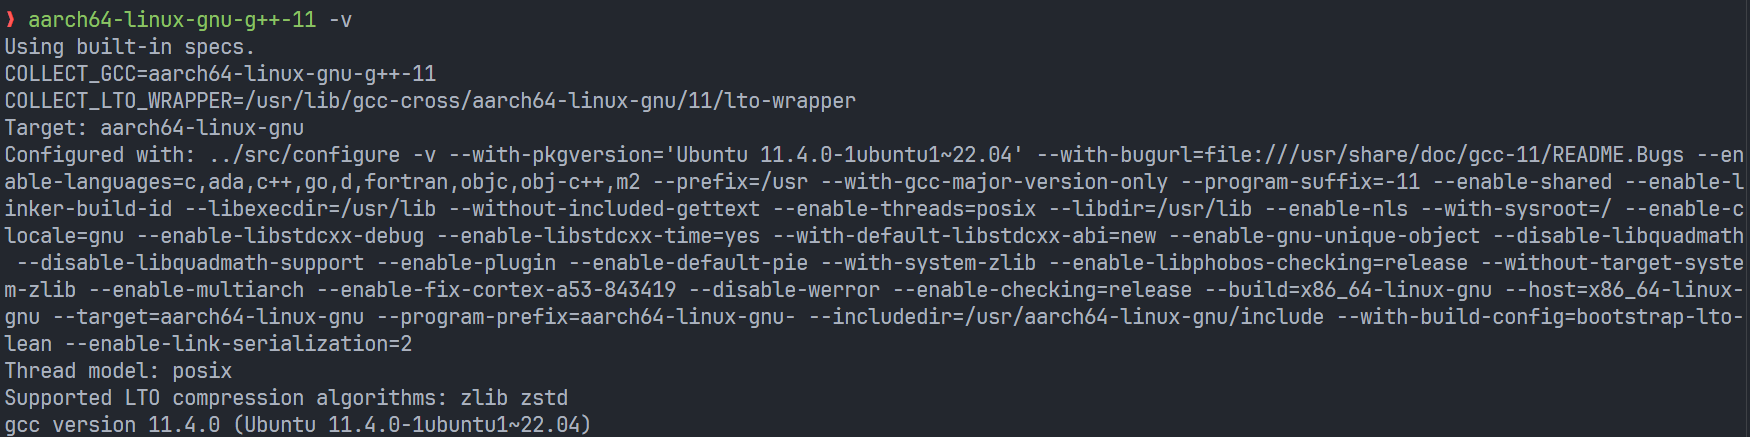 ❱ aarch64-linux-gnu-g++-11 -v
Using built-in specs.
COLLECT_GCC=aarch64-linux-gnu-g++-11
COLLECT_LTO_WRAPPER=/usr/lib/gcc-cross/aarch64-linux-gnu/11/lto-wrapper
Target: aarch64-linux-gnu
Configured with: ../src/configure -v --with-pkgversion='Ubuntu 11.4.0-1ubuntu1~22.04' --with-bugurl=file:///usr/share/doc/gcc-11/README.Bugs --en
able-languages=c,ada,c++,go,d,fortran,objc,obj-c++,m2 --prefix=/usr --with-gcc-major-version-only --program-suffix=-11 --enable-shared --enable-l
inker-build-id --libexecdir=/usr/lib --without-included-gettext --enable-threads=posix --libdir=/usr/lib --enable-nls --with-sysroot=/ --enable-c
locale=gnu --enable-libstdcxx-debug --enable-libstdcxx-time=yes --with-default-libstdcxx-abi=new --enable-gnu-unique-object --disable-libquadmath
 --disable-libquadmath-support --enable-plugin --enable-default-pie --with-system-zlib --enable-libphobos-checking=release --without-target-syste
m-zlib --enable-multiarch --enable-fix-cortex-a53-843419 --disable-werror --enable-checking=release --build=x86_64-linux-gnu --host=x86_64-linux-
gnu --target=aarch64-linux-gnu --program-prefix=aarch64-linux-gnu- --includedir=/usr/aarch64-linux-gnu/include --with-build-config=bootstrap-lto-
lean --enable-link-serialization=2
Thread model: posix
Supported LTO compression algorithms: zlib zstd
gcc version 11.4.0 (Ubuntu 11.4.0-1ubuntu1~22.04)